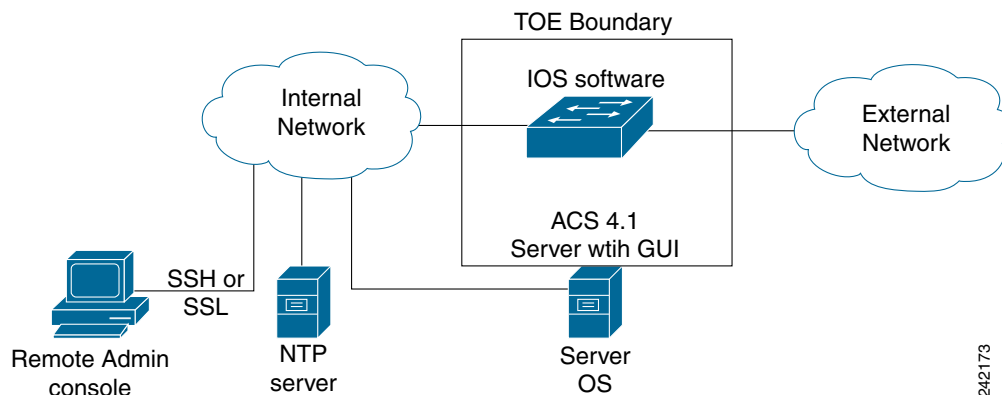 TOE Boundary
IOS software
Internal
Network
External
Network
ACS 4.1
Server wtih GUI
SSH or
SSL
Remote Admin
console
NTP
server
Server
OS
242173